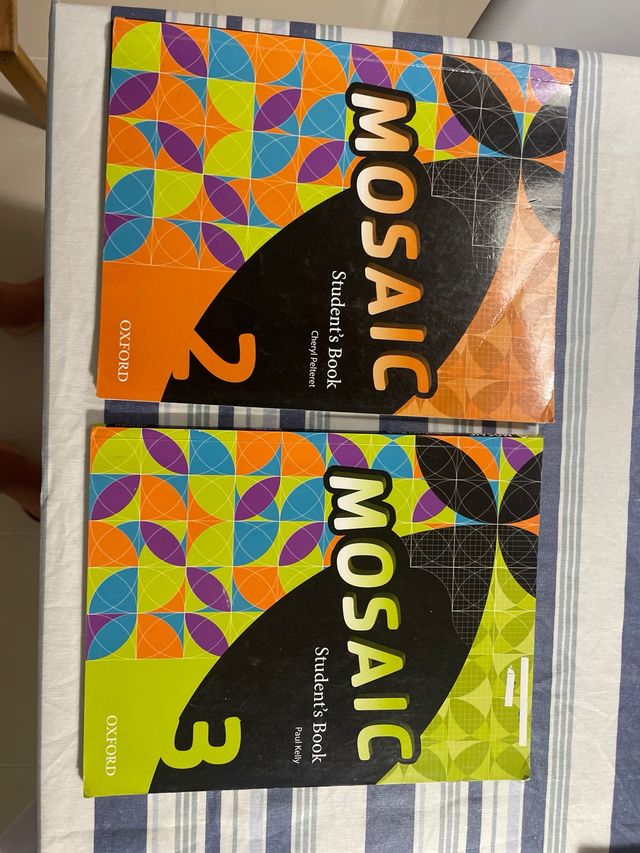 MOSAIC
Student's Book
Cheryl Pelteret
2
OXFORD
MOSAIC
Student's Book
Paul Kelly
3
OXFORD